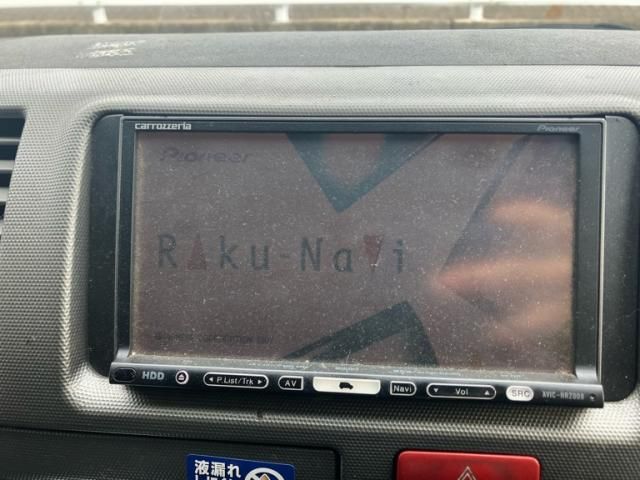 carrozzeria
Pioneer
Pioneer
Raku-Navi
HDD
P.List/Trk
AV
Navi
Vol
SRC
液漏れ